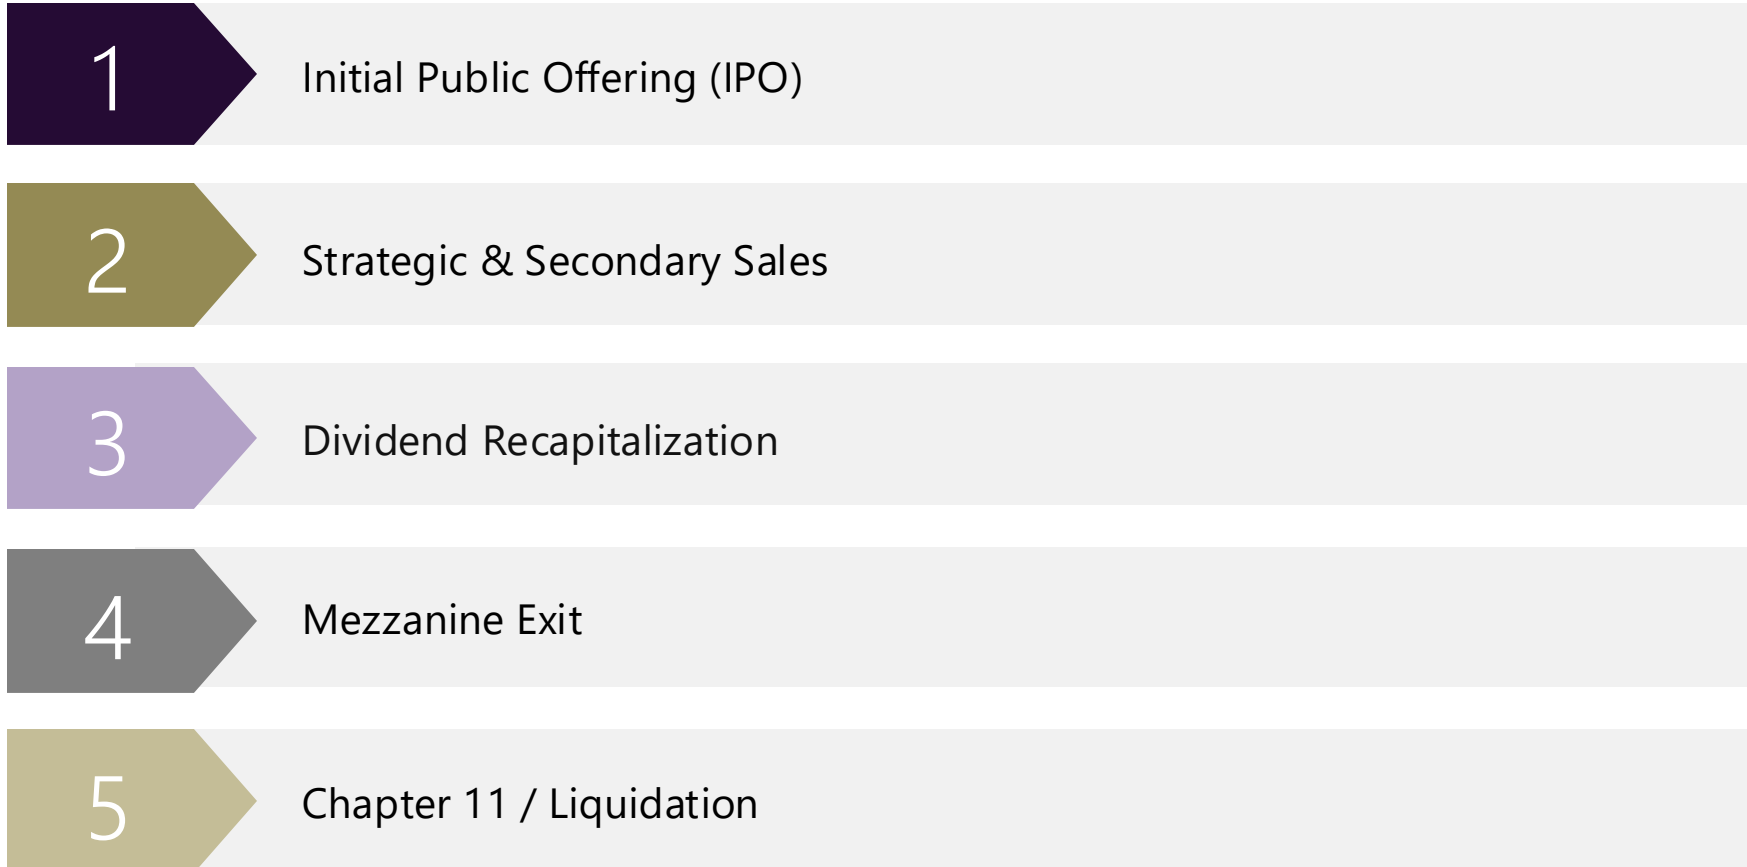 1
Initial Public Offering (IPO)
2
Strategic & Secondary Sales
3
Dividend Recapitalization
4
Mezzanine Exit
5
Chapter 11 / Liquidation